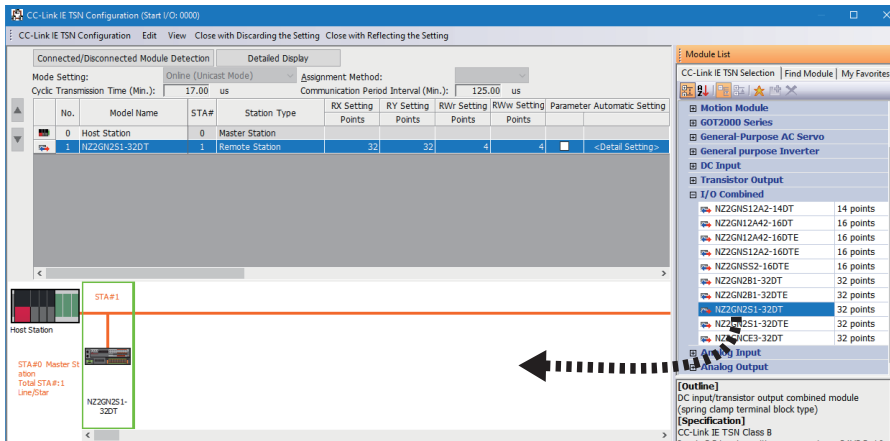 CC-Link IE TSN Configuration (Start I/O: 0000)
CC-Link IE TSN Configuration Edit View Close with Discarding the Setting Close with Reflecting the Setting
Connected/Disconnected Module Detection Detailed Display
Mode Setting: Online (Unicast Mode) Assignment Method:
Cyclic Transmission Time (Min.): 17.00 us Communication Period Interval (Min.): 125.00 us
No. Model Name STA# Station Type RX Setting RY Setting RWr Setting RWw Setting Parameter Automatic Setting
Points Points Points Points
0 Host Station 0 Master Station
1 NZ2GN2S1-32DT 1 Remote Station 32 32 4 4 <Detail Setting>
STA#1
Host Station
STA#0 Master St
ation
Total STA#:1
Line/Star
NZ2GN2S1-
32DT
Module List
CC-Link IE TSN Selection Find Module My Favorites
Motion Module
GOT2000 Series
General-Purpose AC Servo
General purpose Inverter
DC Input
Transistor Output
I/O Combined
NZ2GNS12A2-14DT 14 points
NZ2GN12A42-16DT 16 points
NZ2GN12A42-16DTE 16 points
NZ2GNS12A2-16DTE 16 points
NZ2GNSS2-16DTE 16 points
NZ2GN2B1-32DT 32 points
NZ2GN2B1-32DTE 32 points
NZ2GN2S1-32DT 32 points
NZ2GN2S1-32DTE 32 points
NZ2GNCE3-32DT 32 points
Analog Input
Analog Output
[Outline]
DC input/transistor output combined module
(spring clamp terminal block type)
[Specification]
CC-Link IE TSN Class B